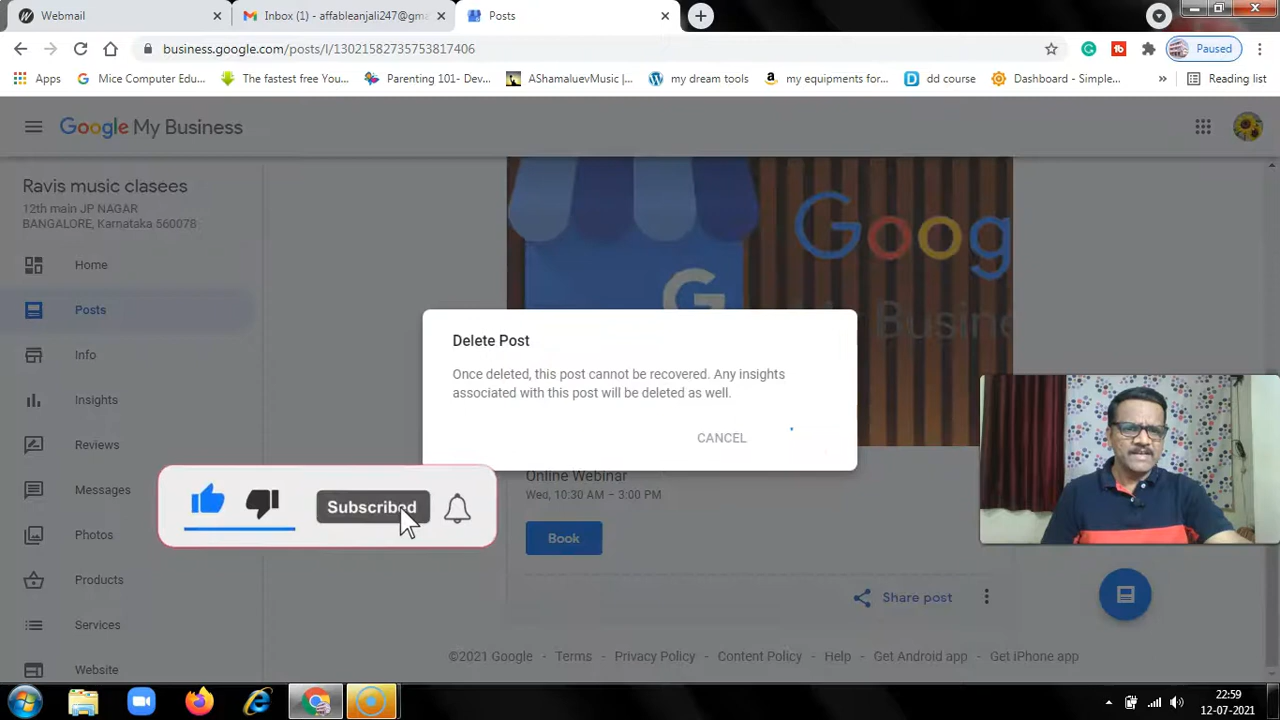 Webmail
Inbox (1) - affableanjali247@gma
Posts
business.google.com/posts/l/13021582735753817406
Paused
Apps
Mice Computer Edu...
The fastest free You...
Parenting 101- Dev...
AShamaluevMusic |...
my dream tools
my equipments for...
dd course
Dashboard - Simple...
Reading list
Google My Business
Ravis music clasees
12th main JP NAGAR
BANGALORE, Karnataka 560078
Home
Posts
Info
Insights
Reviews
Messages
Photos
Products
Services
Website
Goog
G
Busin
Delete Post
Once deleted, this post cannot be recovered. Any insights
associated with this post will be deleted as well.
CANCEL
Subscribed
Online Webinar
Wed, 10:30 AM – 3:00 PM
Book
Share post
©2021 Google - Terms - Privacy Policy - Content Policy - Help - Get Android app - Get iPhone app
22:59
12-07-2021